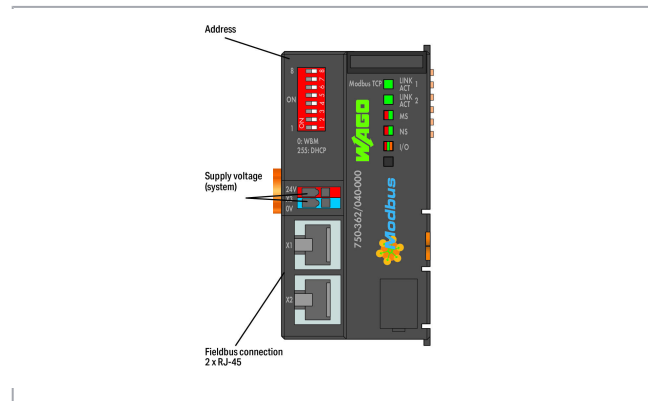 Address
8
ON
1
ON
1 2 3 4 5 6 7 8
0: WBM
255: DHCP
Modbus TCP
LINK 1
ACT
LINK 2
ACT
MS
NS
I/O
WAGO
Supply voltage
(system)
24V
X3
0V
750-362/040-000
Modbus
X1
X2
Fieldbus connection
2 x RJ-45